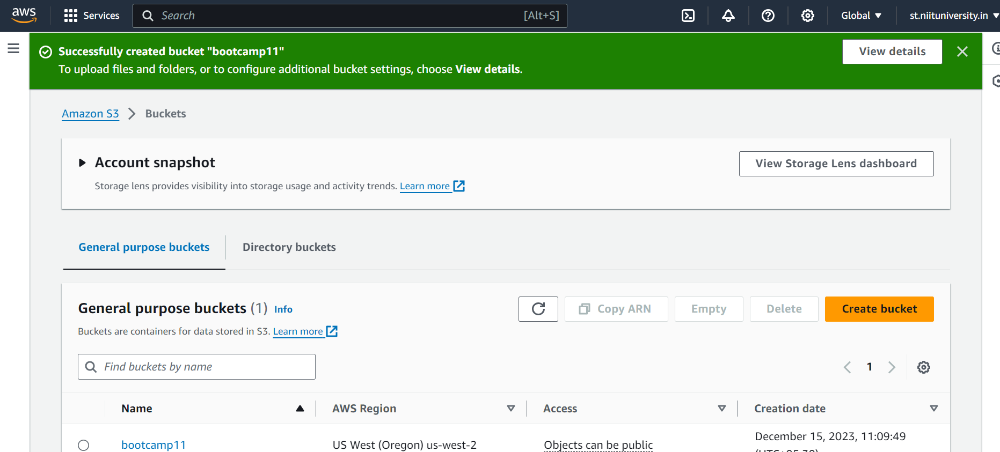 aws
Services
Search
[Alt+S]
Global
st.niituniversity.in
Successfully created bucket "bootcamp11"
To upload files and folders, or to configure additional bucket settings, choose View details.
View details
Amazon S3
Buckets
Account snapshot
Storage lens provides visibility into storage usage and activity trends. Learn more
View Storage Lens dashboard
General purpose buckets
Directory buckets
General purpose buckets (1) Info
Buckets are containers for data stored in S3. Learn more
Copy ARN
Empty
Delete
Create bucket
Find buckets by name
1
Name
AWS Region
Access
Creation date
bootcamp11
US West (Oregon) us-west-2
Objects can be public
December 15, 2023, 11:09:49